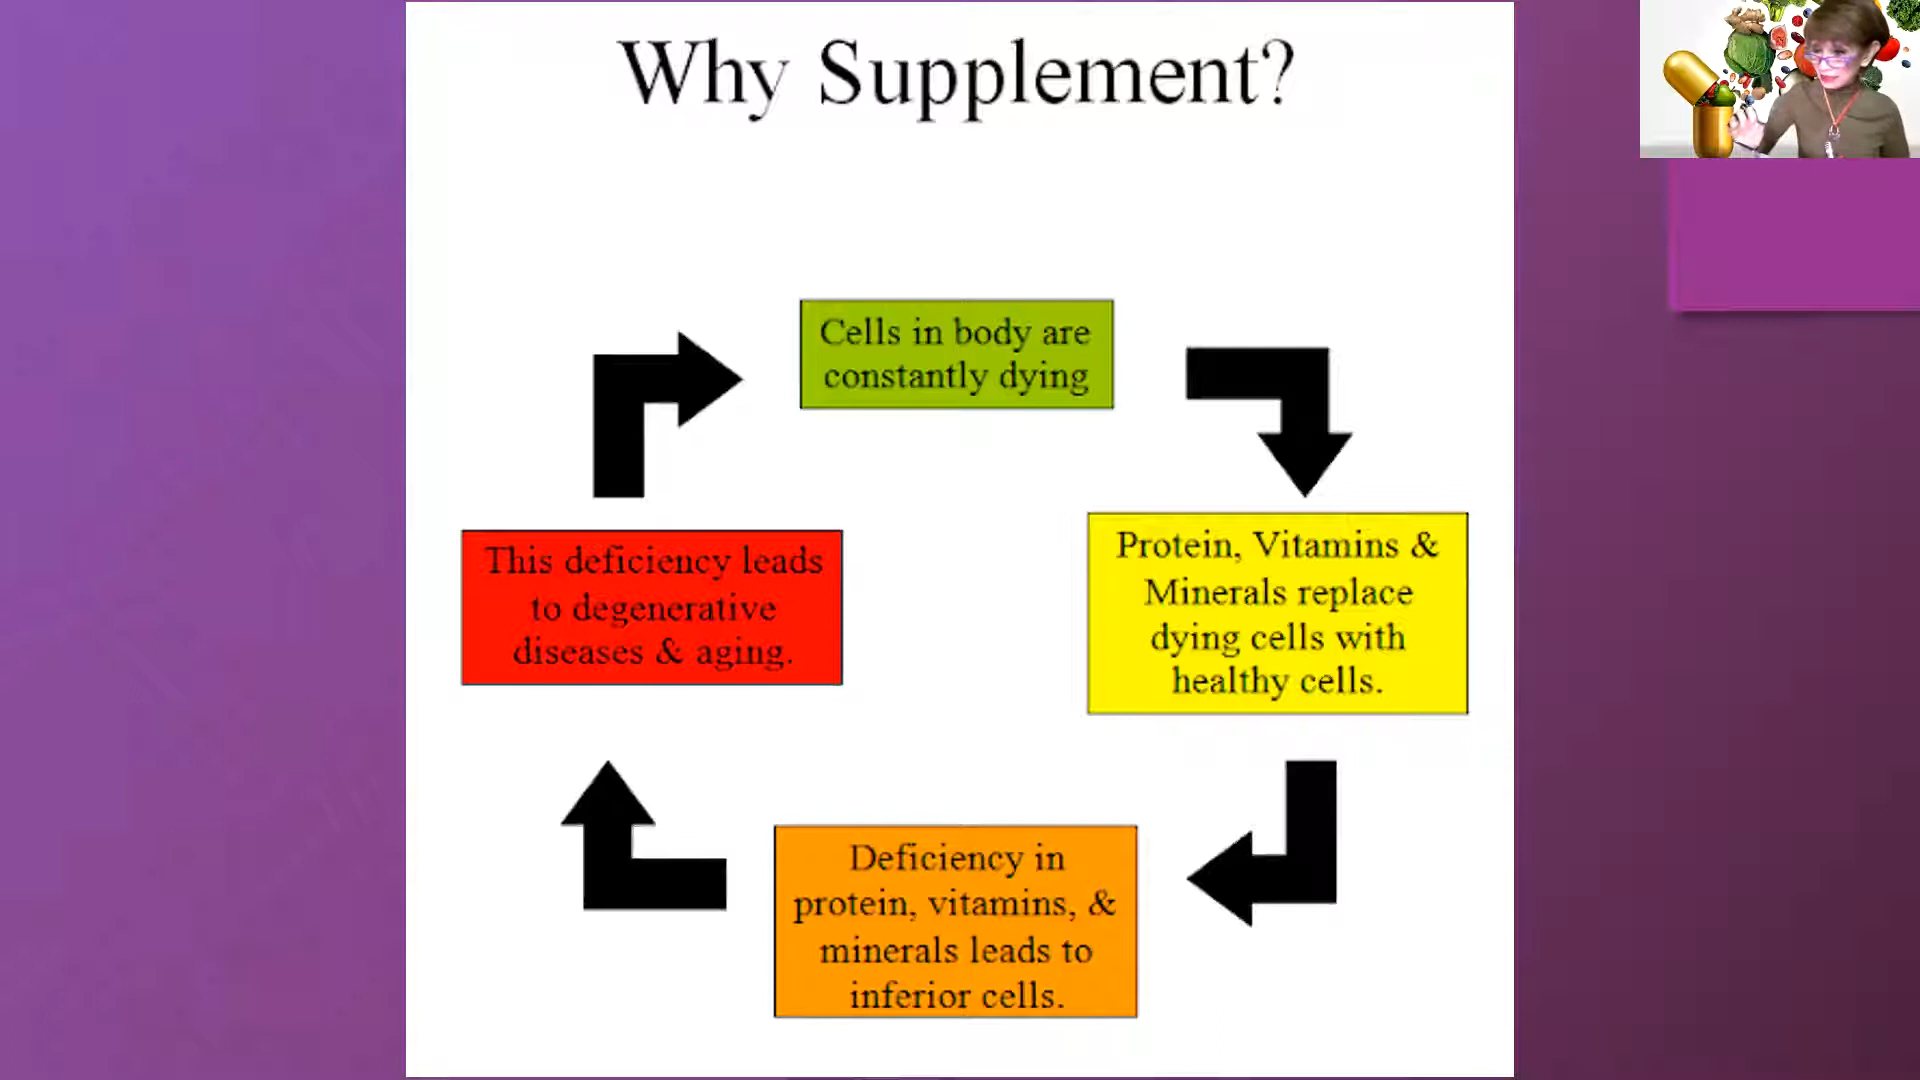 Why Supplement?
Cells in body are
constantly dying
Protein, Vitamins &
Minerals replace
dying cells with
healthy cells.
Deficiency in
protein, vitamins, &
minerals leads to
inferior cells.
This deficiency leads
to degenerative
diseases & aging.